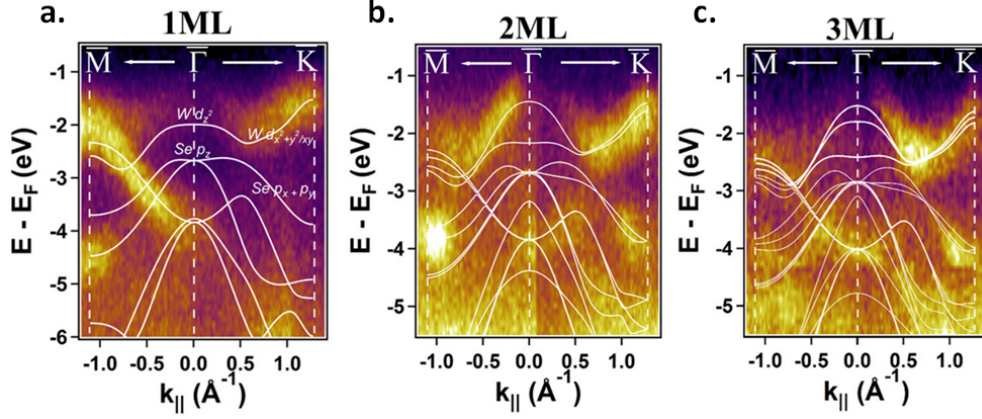 a.
1ML
M̅ Γ̅ K̅
W d_z²
W d_x²+y²/xy
Se p_z
Se p_x + p_y
-1
-2
-3
-4
-5
-6
E - E_F (eV)
-1.0 -0.5 0.0 0.5 1.0
k_|| (Å⁻¹)
b.
2ML
M̅ Γ̅ K̅
-1
-2
-3
-4
-5
E - E_F (eV)
-1.0 -0.5 0.0 0.5 1.0
k_|| (Å⁻¹)
c.
3ML
M̅ Γ̅ K̅
-1
-2
-3
-4
-5
E - E_F (eV)
-1.0 -0.5 0.0 0.5 1.0
k_|| (Å⁻¹)